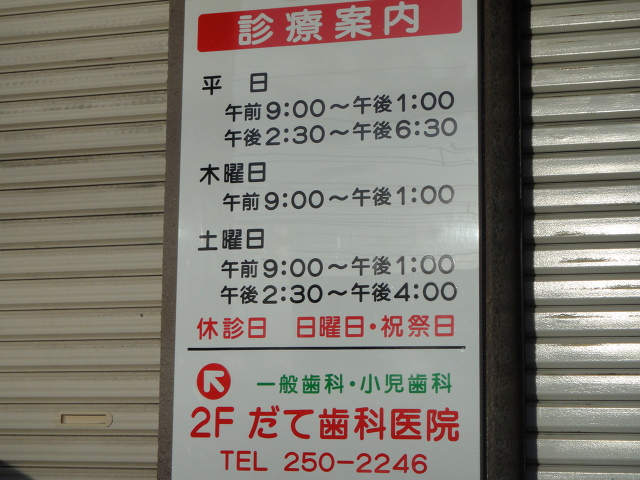 診療案内
平 日
午前9:00～午後1:00
午後2:30～午後6:30
木曜日
午前9:00～午後1:00
土曜日
午前9:00～午後1:00
午後2:30～午後4:00
休診日 日曜日・祝祭日
一般歯科・小児歯科
2F だて歯科医院
TEL 250-2246